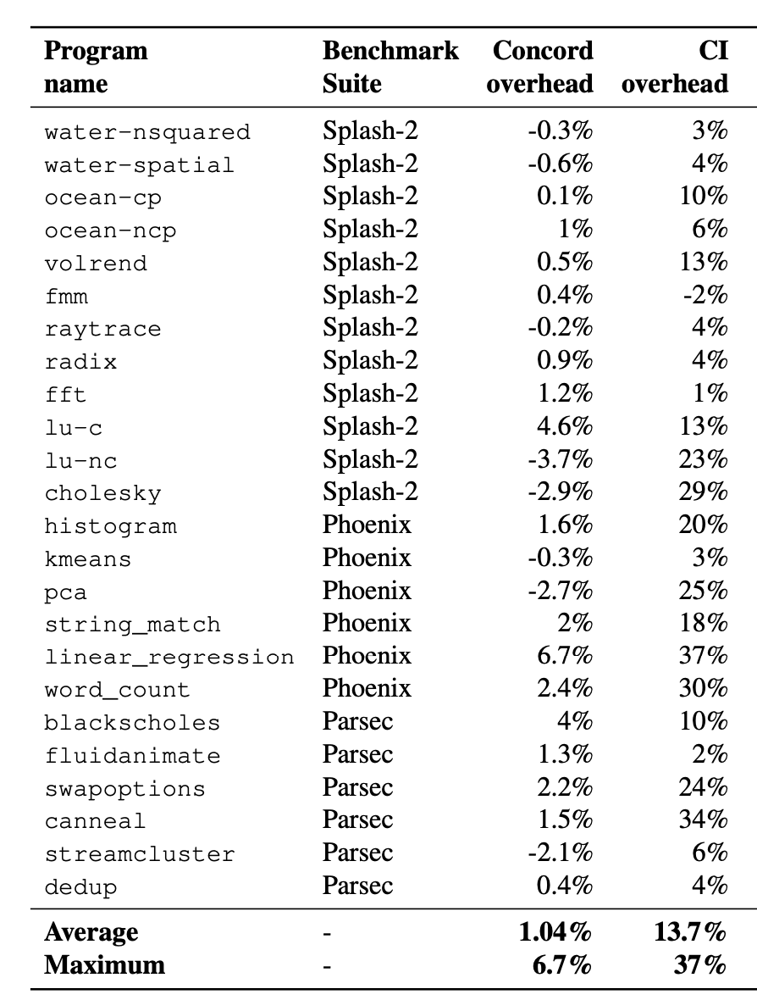 Program name Benchmark Suite Concord overhead CI overhead
water-nsquared Splash-2 -0.3% 3%
water-spatial Splash-2 -0.6% 4%
ocean-cp Splash-2 0.1% 10%
ocean-ncp Splash-2 1% 6%
volrend Splash-2 0.5% 13%
fmm Splash-2 0.4% -2%
raytrace Splash-2 -0.2% 4%
radix Splash-2 0.9% 4%
fft Splash-2 1.2% 1%
lu-c Splash-2 4.6% 13%
lu-nc Splash-2 -3.7% 23%
cholesky Splash-2 -2.9% 29%
histogram Phoenix 1.6% 20%
kmeans Phoenix -0.3% 3%
pca Phoenix -2.7% 25%
string_match Phoenix 2% 18%
linear_regression Phoenix 6.7% 37%
word_count Phoenix 2.4% 30%
blackscholes Parsec 4% 10%
fluidanimate Parsec 1.3% 2%
swapoptions Parsec 2.2% 24%
canneal Parsec 1.5% 34%
streamcluster Parsec -2.1% 6%
dedup Parsec 0.4% 4%
Average - 1.04% 13.7%
Maximum - 6.7% 37%